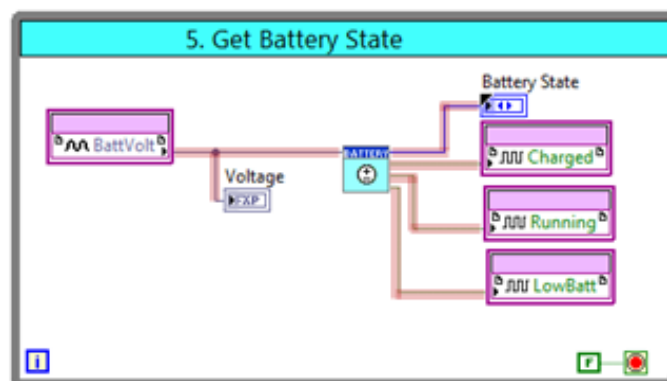 5. Get Battery State
Battery State
BattVolt
BATTERY
Charged
Voltage
FXP
Running
LowBatt
i
F